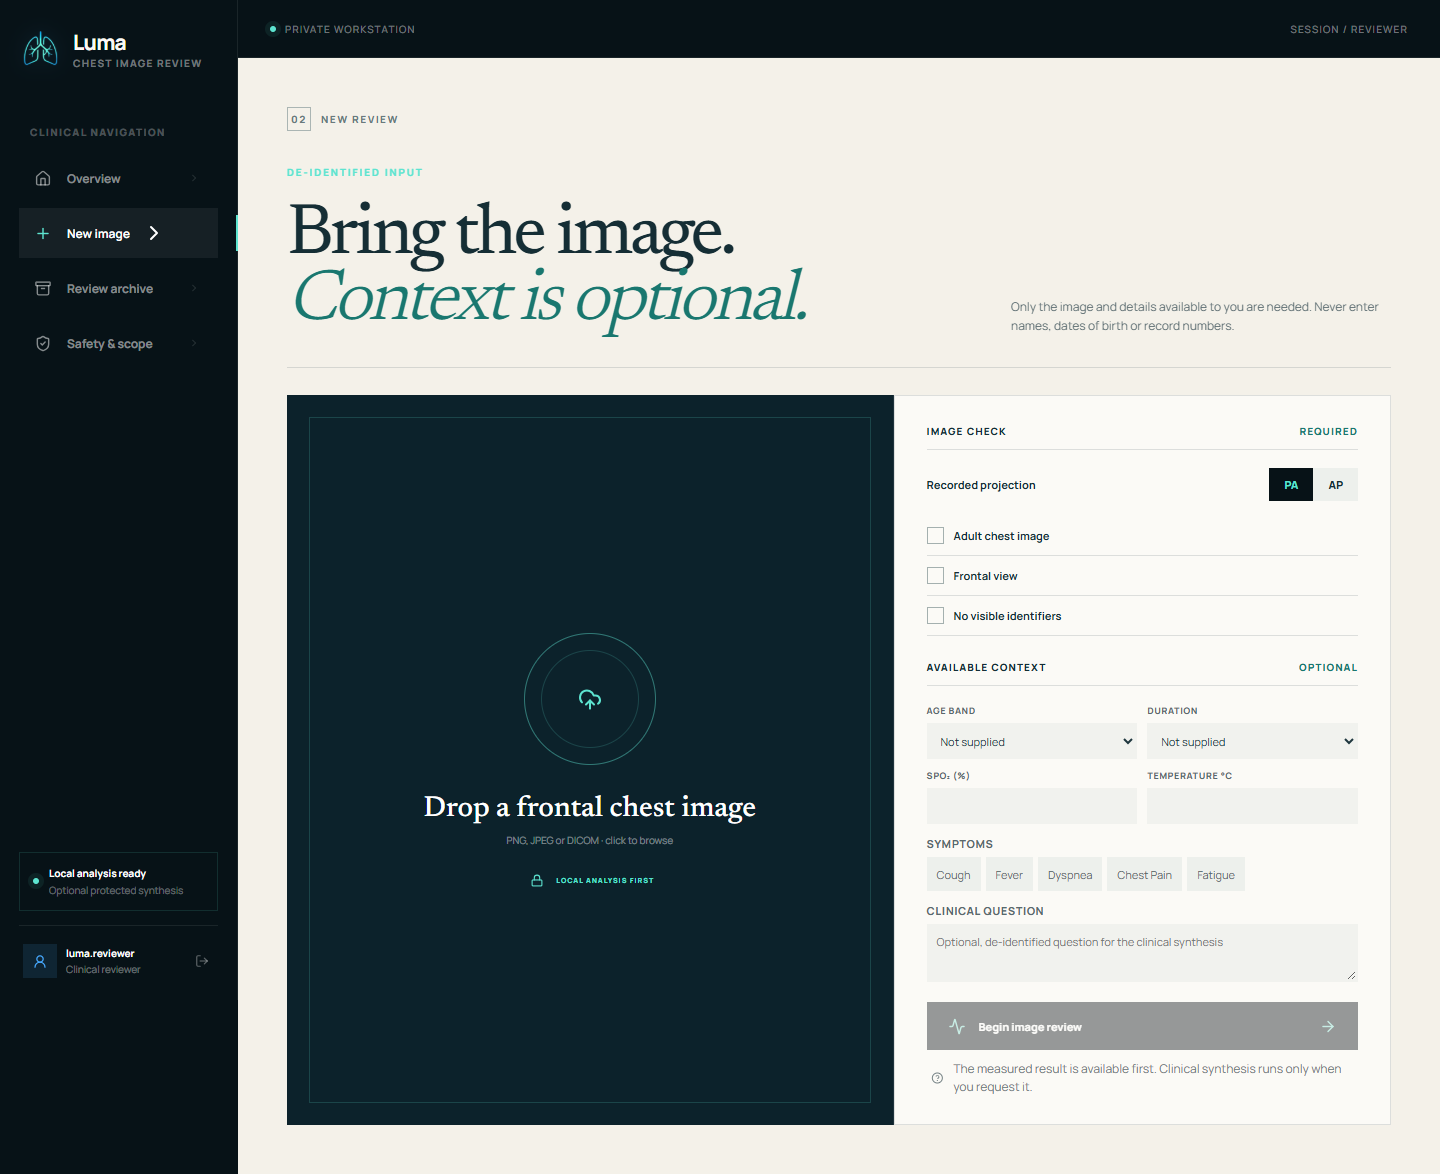 Luma
CHEST IMAGE REVIEW
PRIVATE WORKSTATION
SESSION / REVIEWER
CLINICAL NAVIGATION
Overview
New image
Review archive
Safety & scope
Local analysis ready
Optional protected synthesis
luma.reviewer
Clinical reviewer
02 NEW REVIEW
DE-IDENTIFIED INPUT
Bring the image.
Context is optional.
Only the image and details available to you are needed. Never enter
names, dates of birth or record numbers.
Drop a frontal chest image
PNG, JPEG or DICOM · click to browse
LOCAL ANALYSIS FIRST
IMAGE CHECK REQUIRED
Recorded projection PA AP
Adult chest image
Frontal view
No visible identifiers
AVAILABLE CONTEXT OPTIONAL
AGE BAND DURATION
Not supplied Not supplied
SPO₂ (%) TEMPERATURE °C
SYMPTOMS
Cough Fever Dyspnea Chest Pain Fatigue
CLINICAL QUESTION
Optional, de-identified question for the clinical synthesis
Begin image review
The measured result is available first. Clinical synthesis runs only when
you request it.